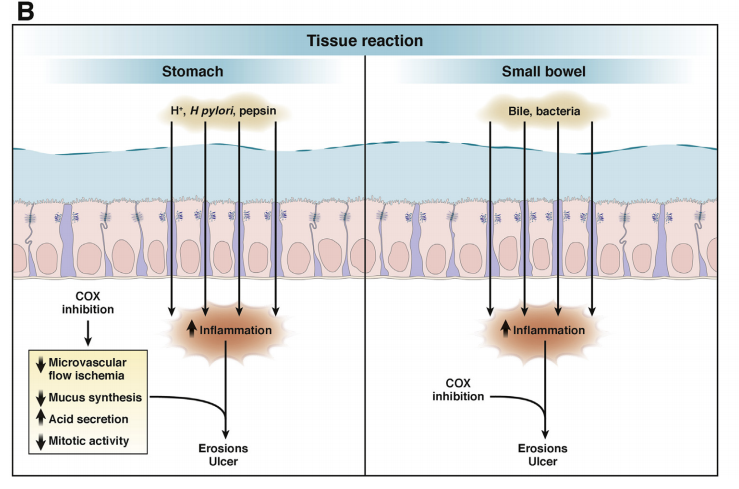 B
Tissue reaction
Stomach
Small bowel
H⁺, H pylori, pepsin
Bile, bacteria
COX
inhibition
Inflammation
Inflammation
Microvascular
flow ischemia
Mucus synthesis
Acid secretion
Mitotic activity
COX
inhibition
Erosions
Ulcer
Erosions
Ulcer